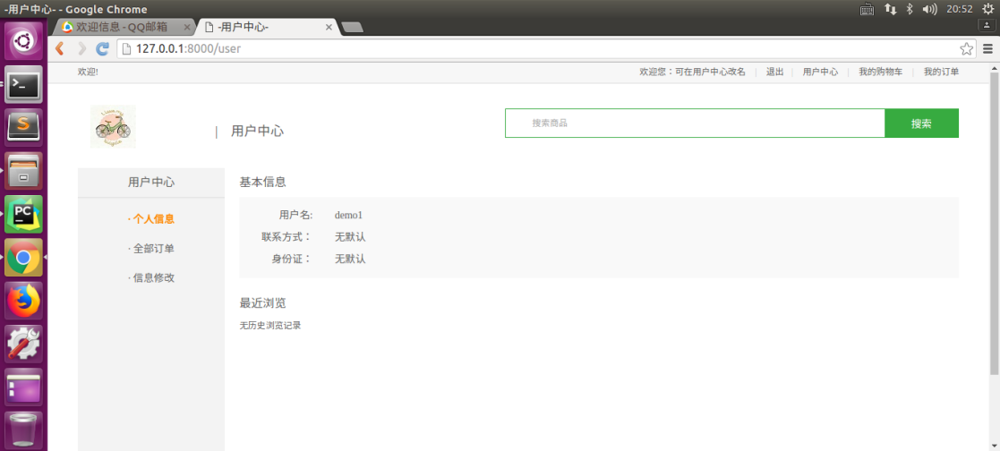 -用户中心- - Google Chrome
20:52
欢迎信息 - QQ邮箱
-用户中心-
127.0.0.1:8000/user
欢迎!
欢迎您：可在用户中心改名 | 退出 | 用户中心 | 我的购物车 | 我的订单
| 用户中心
搜索商品
搜索
用户中心
· 个人信息
· 全部订单
· 信息修改
基本信息
用户名: demo1
联系方式： 无默认
身份证： 无默认
最近浏览
无历史浏览记录